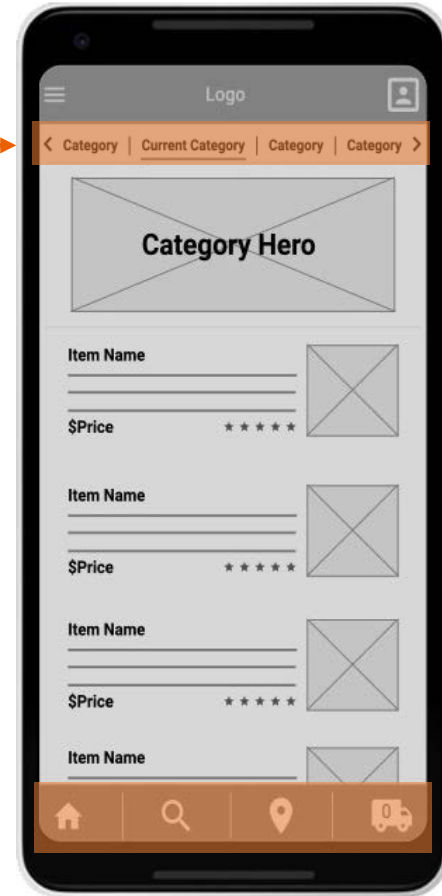 Logo
Category | Current Category | Category | Category
Category Hero
Item Name
$Price
Item Name
$Price
Item Name
$Price
Item Name
0